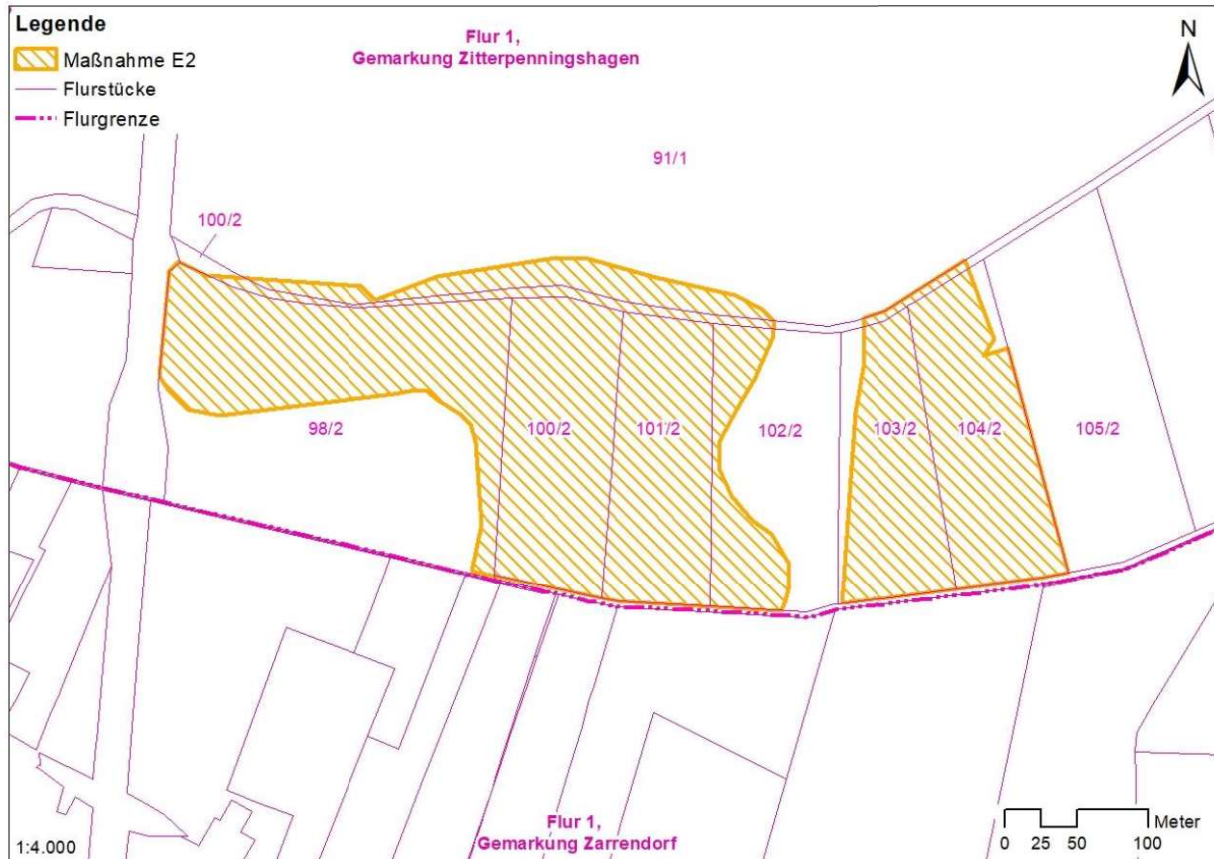 Legende
Maßnahme E2
Flurstücke
Flurgrenze
Flur 1,
Gemarkung Zitterpenningshagen
N
91/1
100/2
98/2
100/2
101/2
102/2
103/2
104/2
105/2
Flur 1,
Gemarkung Zarrendorf
1:4.000
Meter
0 25 50 100